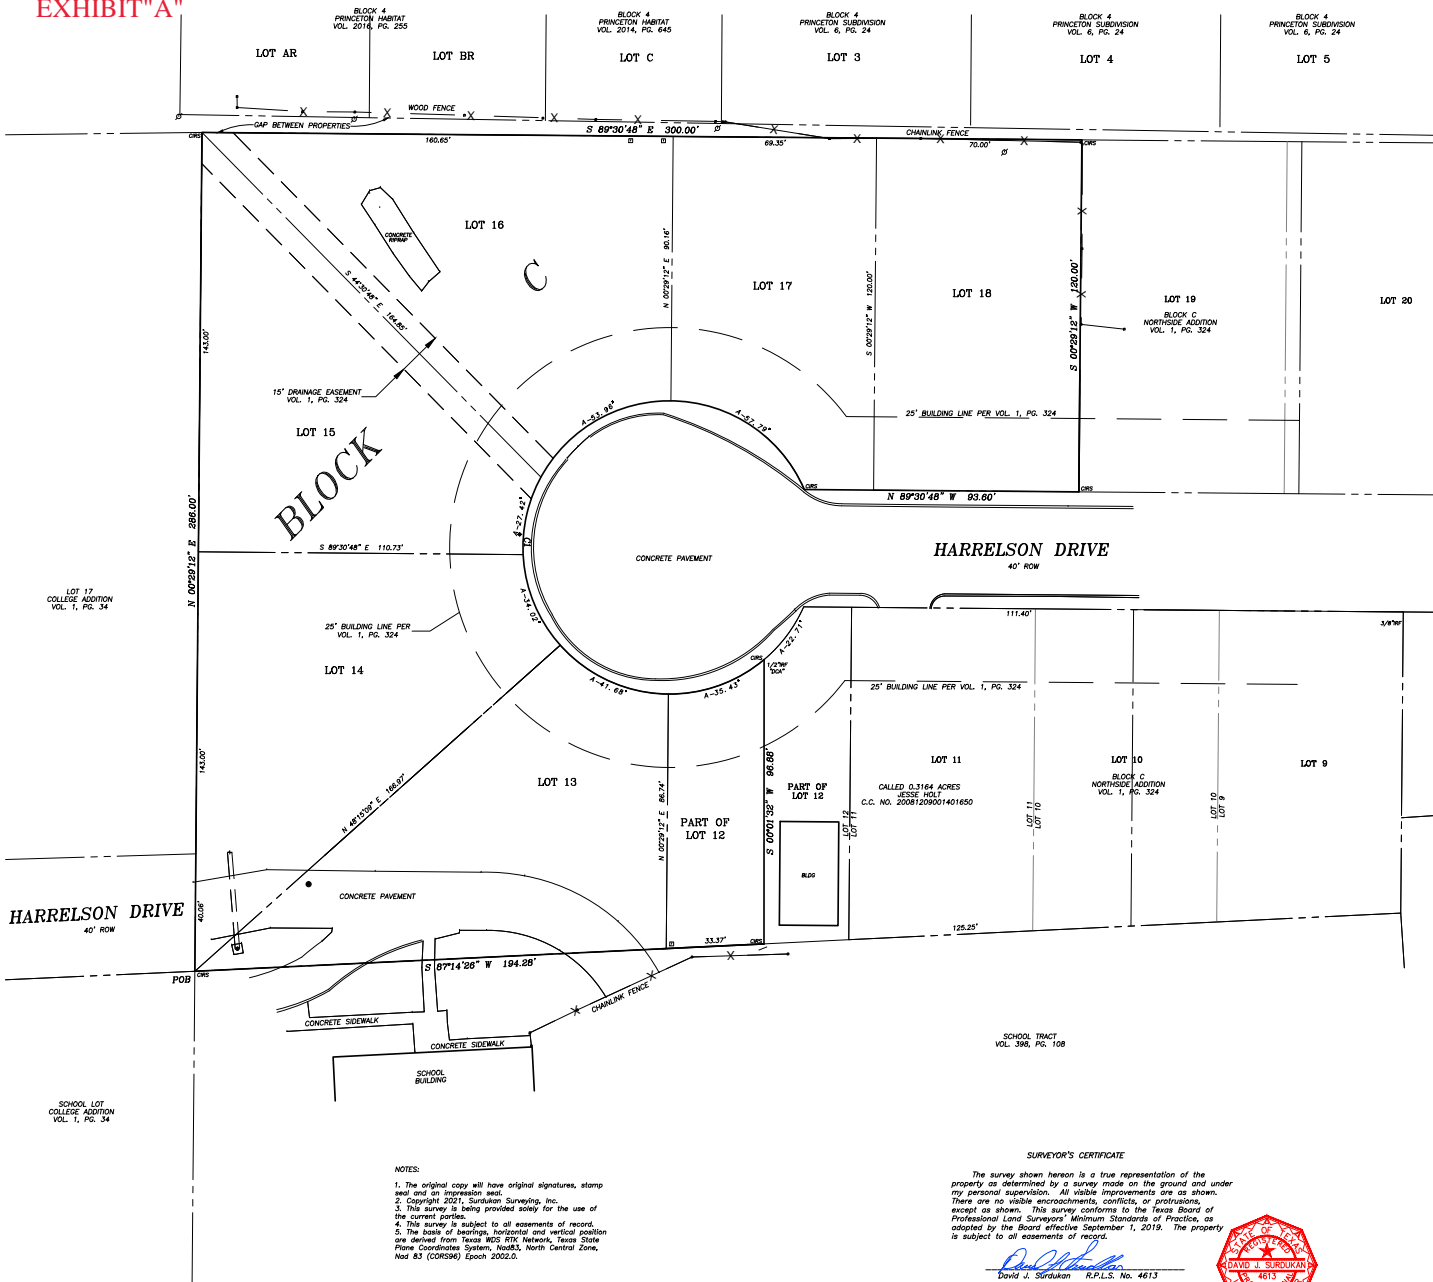 EXHIBIT"A"
BLOCK 4
PRINCETON HABITAT
VOL. 2016, PG. 255
BLOCK 4
PRINCETON HABITAT
VOL. 2014, PG. 645
BLOCK 4
PRINCETON SUBDIVISION
VOL. 6, PG. 24
BLOCK 4
PRINCETON SUBDIVISION
VOL. 6, PG. 24
BLOCK 4
PRINCETON SUBDIVISION
VOL. 6, PG. 24
LOT AR
LOT BR
LOT C
LOT 3
LOT 4
LOT 5
WOOD FENCE
GAP BETWEEN PROPERTIES
CIRS
S 89°30'48" E 300.00'
CHAINLINK FENCE
160.65'
69.35'
70.00'
CIRS
CONCRETE
RIPRAP
LOT 16
C
N 00°29'12" E 90.16'
LOT 17
S 00°29'12" W 120.00'
LOT 18
S 00°29'12" W 120.00'
LOT 19
BLOCK C
NORTHSIDE ADDITION
VOL. 1, PG. 324
LOT 20
S 44°30'48" E 164.85'
143.00'
15' DRAINAGE EASEMENT
VOL. 1, PG. 324
LOT 15
BLOCK
A-53.96'
A-57.79'
25' BUILDING LINE PER VOL. 1, PG. 324
CIRS
CIRS
N 89°30'48" W 93.60'
N 00°29'12" E 286.00'
A-27.42'
C1
S 89°30'48" E 110.73'
CONCRETE PAVEMENT
HARRELSON DRIVE
40' ROW
LOT 17
COLLEGE ADDITION
VOL. 1, PG. 34
A-34.02'
25' BUILDING LINE PER
VOL. 1, PG. 324
LOT 14
111.40'
3/8"IRF
A-22.71'
CIRS
1/2"IRF
"DCA"
A-41.68'
A-35.43'
25' BUILDING LINE PER VOL. 1, PG. 324
143.00'
N 48°15'09" E 166.97'
LOT 13
N 00°29'12" E 86.74'
PART OF
LOT 12
S 00°01'32" W 96.88'
PART OF
LOT 12
BLDG
LOT 12
LOT 11
LOT 11
CALLED 0.3164 ACRES
JESSE HOLT
C.C. NO. 20081209001401650
LOT 11
LOT 10
LOT 10
BLOCK C
NORTHSIDE ADDITION
VOL. 1, PG. 324
LOT 10
LOT 9
LOT 9
HARRELSON DRIVE
40' ROW
40.06'
CONCRETE PAVEMENT
33.37'
CIRS
125.25'
POB
CIRS
S 87°14'26" W 194.28'
CHAINLINK FENCE
CONCRETE SIDEWALK
CONCRETE SIDEWALK
SCHOOL
BUILDING
SCHOOL TRACT
VOL. 398, PG. 108
SCHOOL LOT
COLLEGE ADDITION
VOL. 1, PG. 34
NOTES:
1. The original copy will have original signatures, stamp
seal and an impression seal.
2. Copyright 2021, Surdukan Surveying, Inc.
3. This survey is being provided solely for the use of
the current parties.
4. This survey is subject to all easements of record.
5. The basis of bearings, horizontal and vertical position
are derived from Texas WDS RTK Network, Texas State
Plane Coordinates System, Nad83, North Central Zone,
Nad 83 (CORS96) Epoch 2002.0.
SURVEYOR'S CERTIFICATE
The survey shown hereon is a true representation of the
property as determined by a survey made on the ground and under
my personal supervision. All visible improvements are as shown.
There are no visible encroachments, conflicts, or protrusions,
except as shown. This survey conforms to the Texas Board of
Professional Land Surveyors' Minimum Standards of Practice, as
adopted by the Board effective September 1, 2019. The property
is subject to all easements of record.
David J. Surdukan R.P.L.S. No. 4613
STATE OF TEXAS
REGISTERED
DAVID J. SURDUKAN
4613